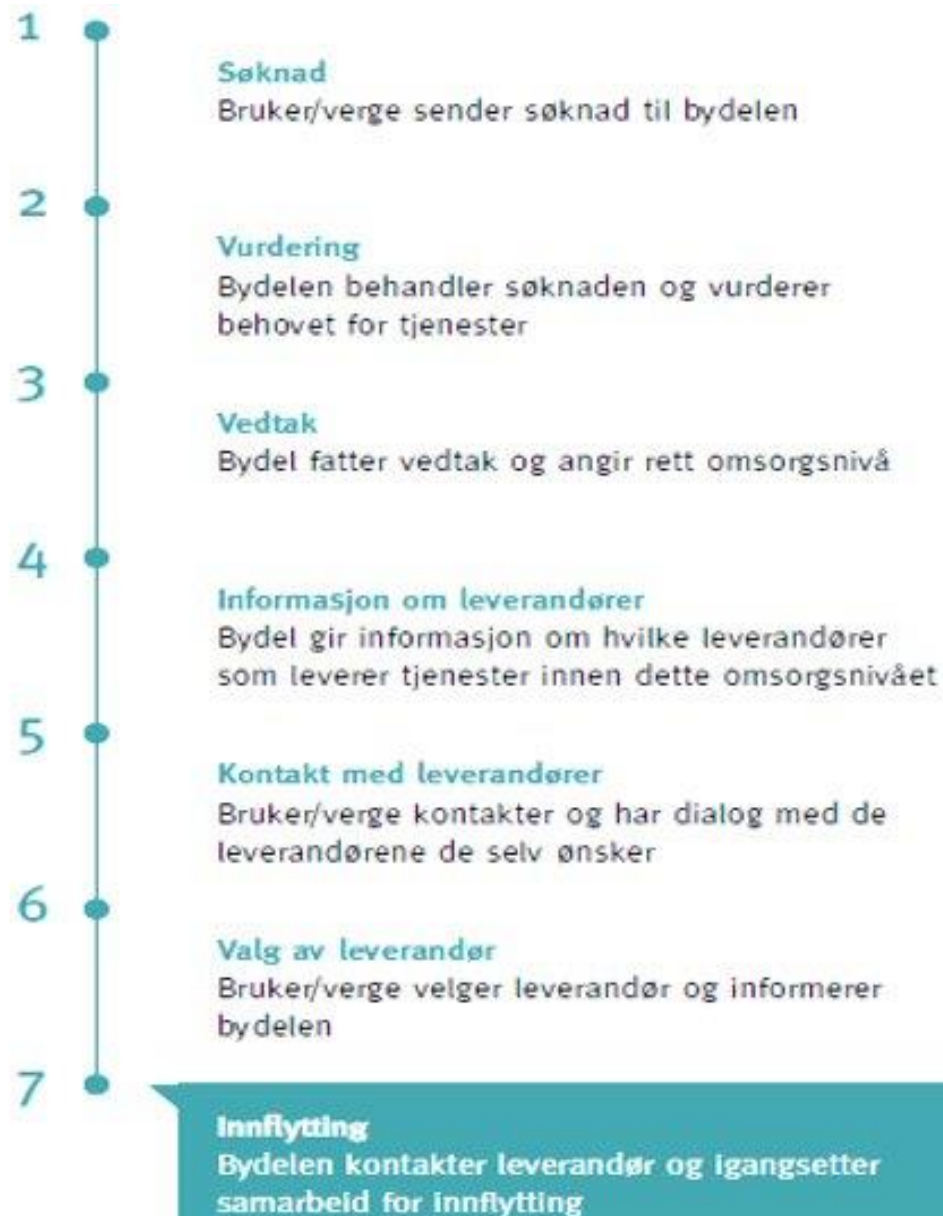 1
Søknad
Bruker/verge sender søknad til bydelen
2
Vurdering
Bydelen behandler søknaden og vurderer
behovet for tjenester
3
Vedtak
Bydel fatter vedtak og angir rett omsorgsnivå
4
Informasjon om leverandører
Bydel gir informasjon om hvilke leverandører
som leverer tjenester innen dette omsorgsnivået
5
Kontakt med leverandører
Bruker/verge kontakter og har dialog med de
leverandørene de selv ønsker
6
Valg av leverandør
Bruker/verge velger leverandør og informerer
bydelen
7
Innflytting
Bydelen kontakter leverandør og igangsetter
samarbeid for innflytting